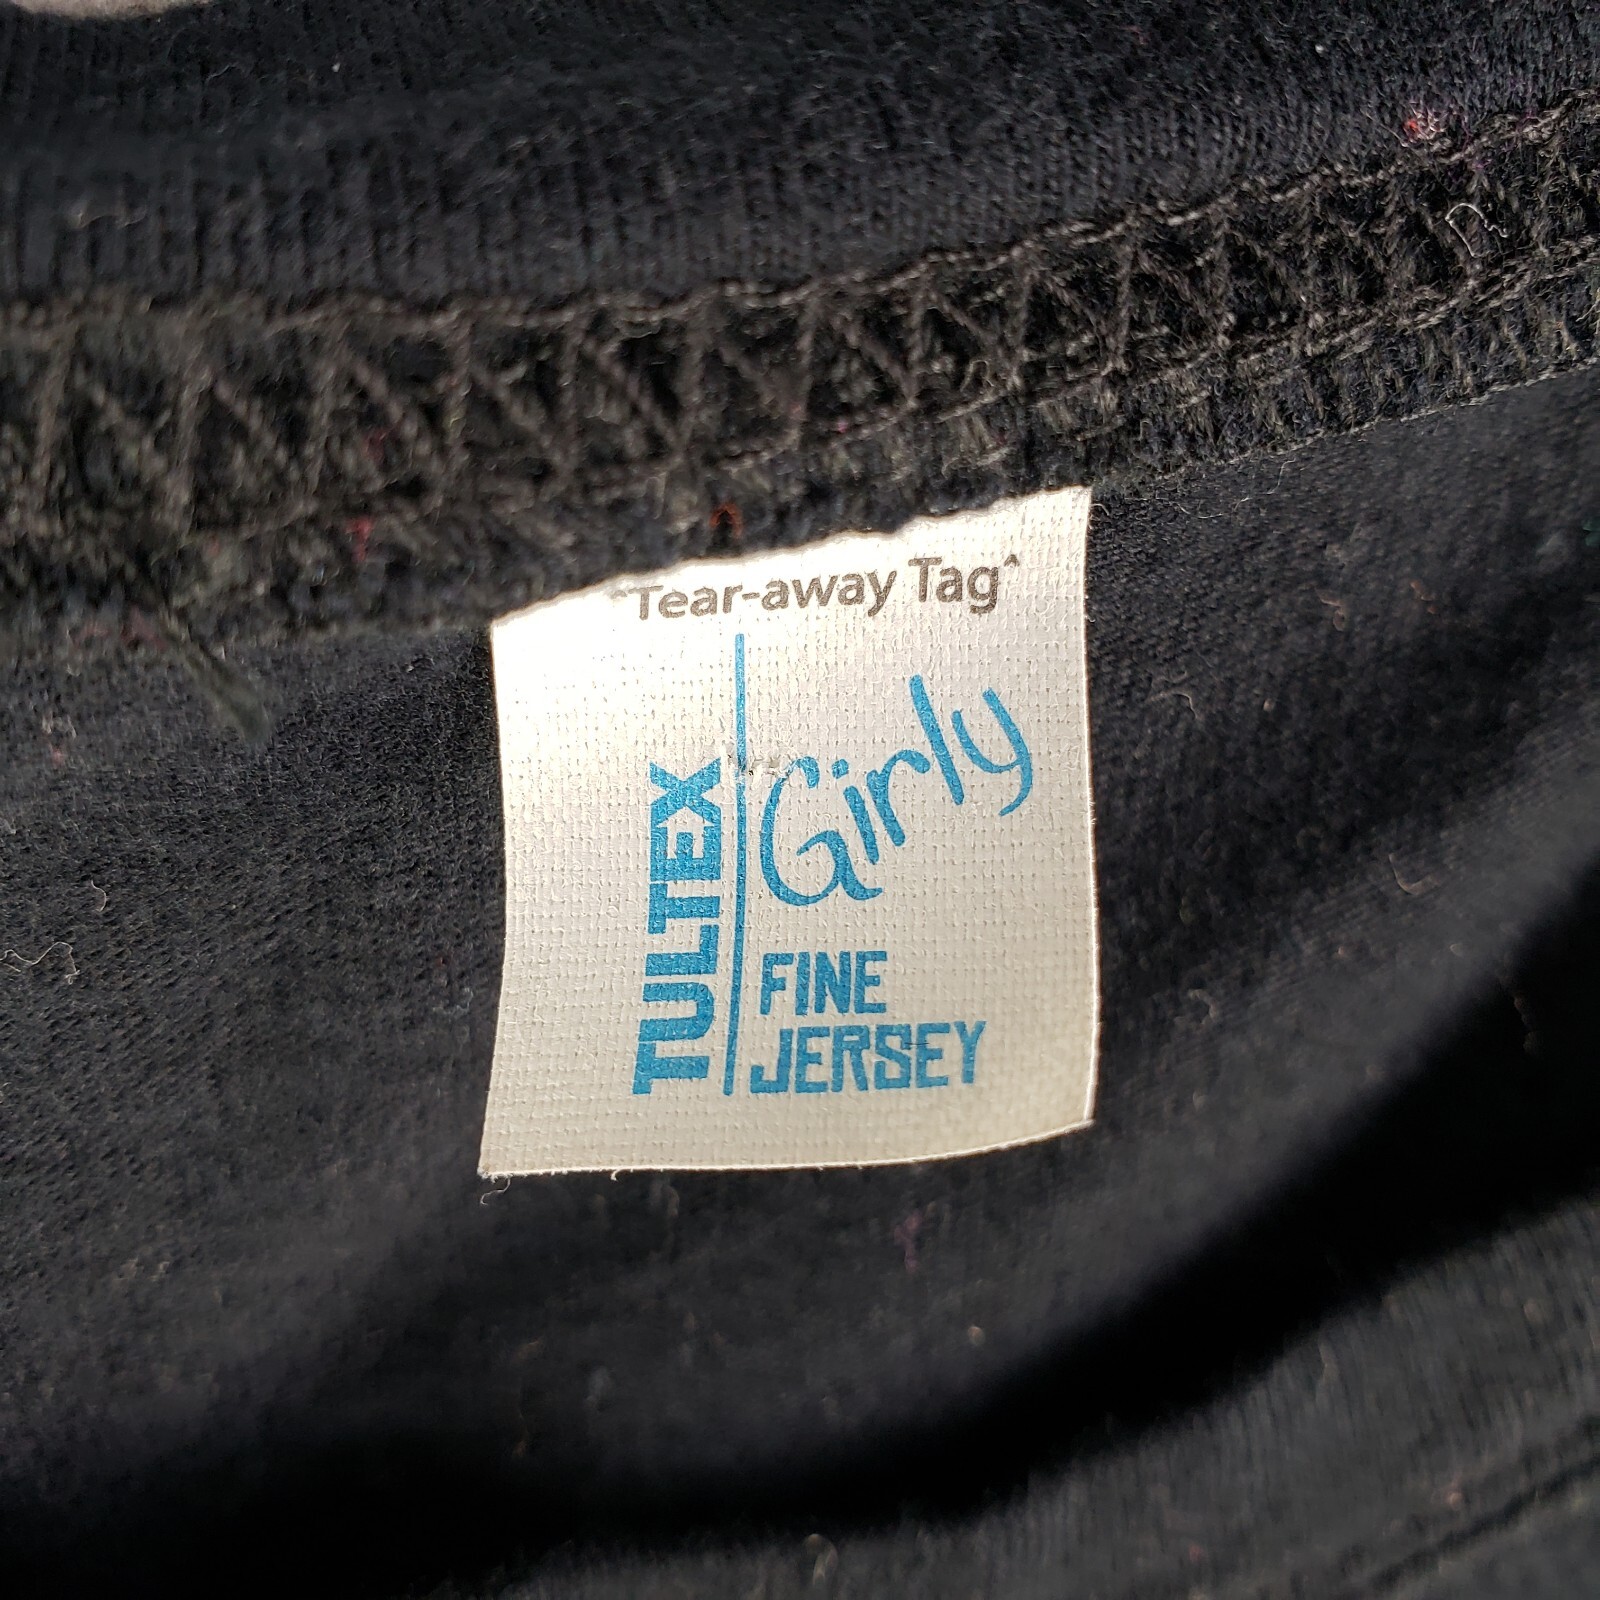 ^Tear-away Tag^
TULTEX
Girly
FINE
JERSEY